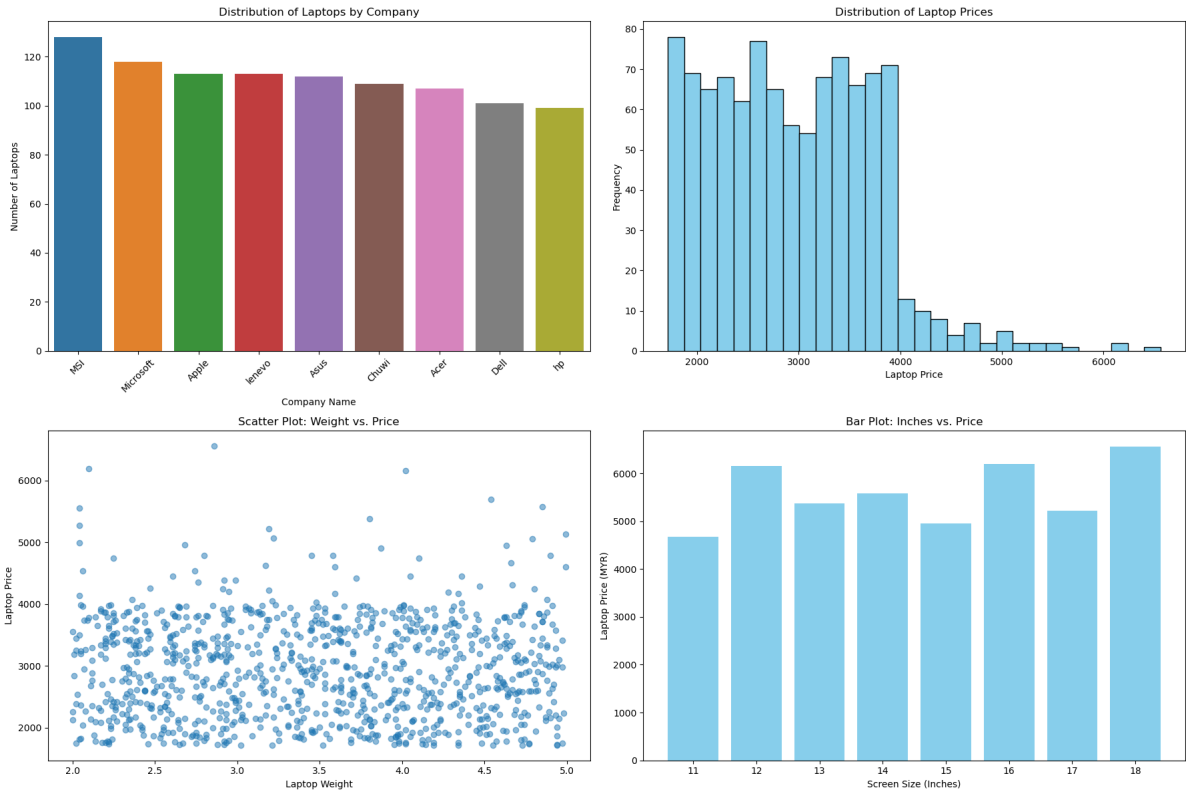 Distribution of Laptops by Company
Number of Laptops
120
100
80
60
40
20
0
MSI
Microsoft
Apple
lenevo
Asus
Chuwi
Acer
Dell
hp
Company Name
Distribution of Laptop Prices
Frequency
80
70
60
50
40
30
20
10
0
2000
3000
4000
5000
6000
Laptop Price
Scatter Plot: Weight vs. Price
Laptop Price
6000
5000
4000
3000
2000
2.0
2.5
3.0
3.5
4.0
4.5
5.0
Laptop Weight
Bar Plot: Inches vs. Price
Laptop Price (MYR)
6000
5000
4000
3000
2000
1000
0
11
12
13
14
15
16
17
18
Screen Size (Inches)